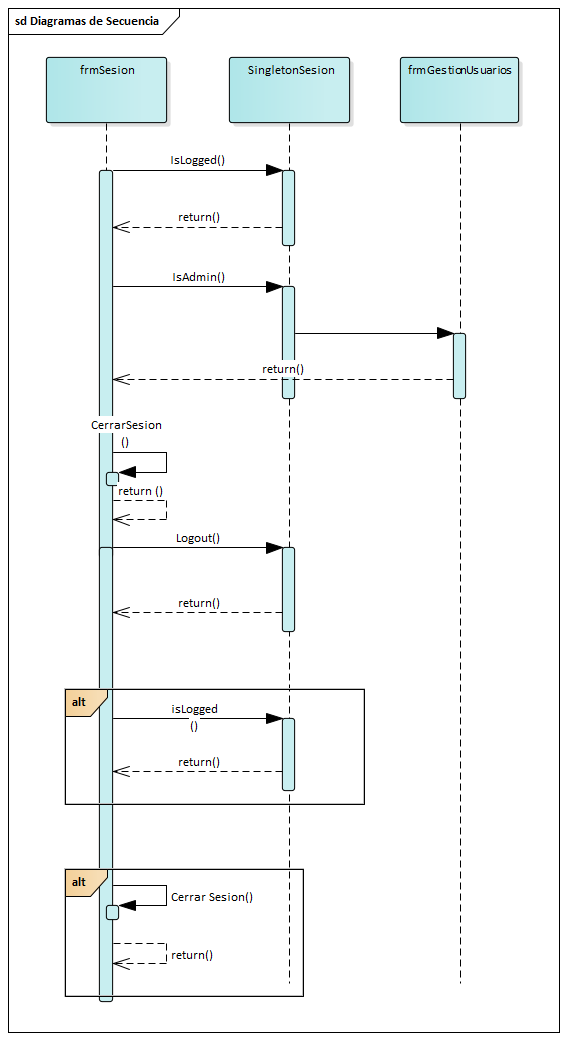 sd Diagramas de Secuencia
frmSesion
SingletonSesion
frmGestionUsuarios
IsLogged()
return()
IsAdmin()
return()
CerrarSesion
()
return ()
Logout()
return()
alt
isLogged
()
return()
alt
Cerrar Sesion()
return()